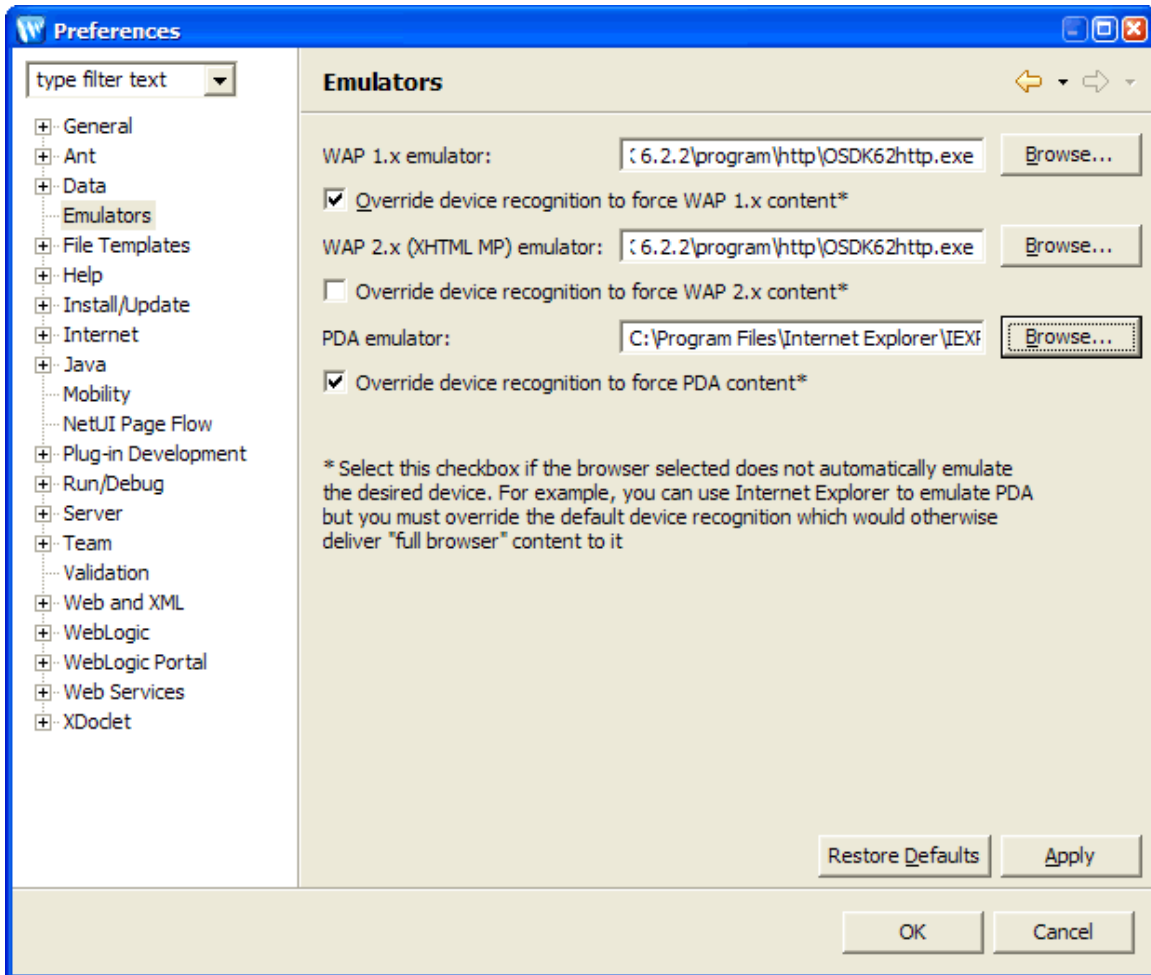 Preferences
type filter text
Emulators
General
Ant
Data
Emulators
File Templates
Help
Install/Update
Internet
Java
Mobility
NetUI Page Flow
Plug-in Development
Run/Debug
Server
Team
Validation
Web and XML
WebLogic
WebLogic Portal
Web Services
XDoclet
WAP 1.x emulator: 6.2.2\program\http\OSDK62http.exe Browse...
Override device recognition to force WAP 1.x content*
WAP 2.x (XHTML MP) emulator: 6.2.2\program\http\OSDK62http.exe Browse...
Override device recognition to force WAP 2.x content*
PDA emulator: C:\Program Files\Internet Explorer\IEXP Browse...
Override device recognition to force PDA content*
* Select this checkbox if the browser selected does not automatically emulate
the desired device. For example, you can use Internet Explorer to emulate PDA
but you must override the default device recognition which would otherwise
deliver "full browser" content to it
Restore Defaults Apply
OK Cancel